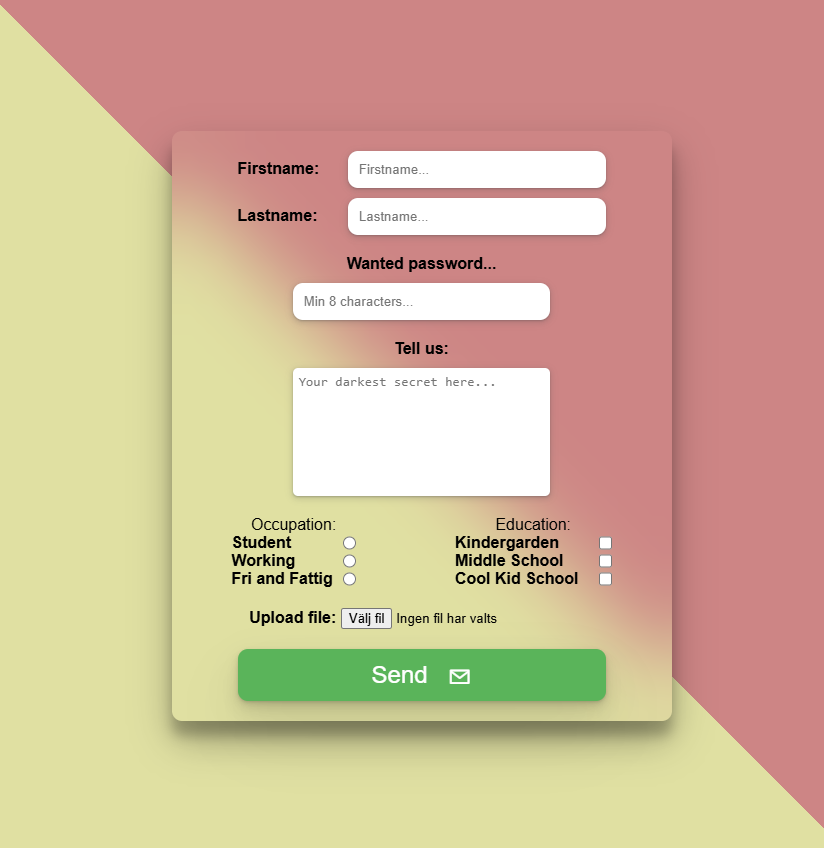 Firstname: Firstname...
Lastname: Lastname...
Wanted password...
Min 8 characters...
Tell us:
Your darkest secret here...
Occupation: Education:
Student Kindergarden
Working Middle School
Fri and Fattig Cool Kid School
Upload file: Välj fil Ingen fil har valts
Send